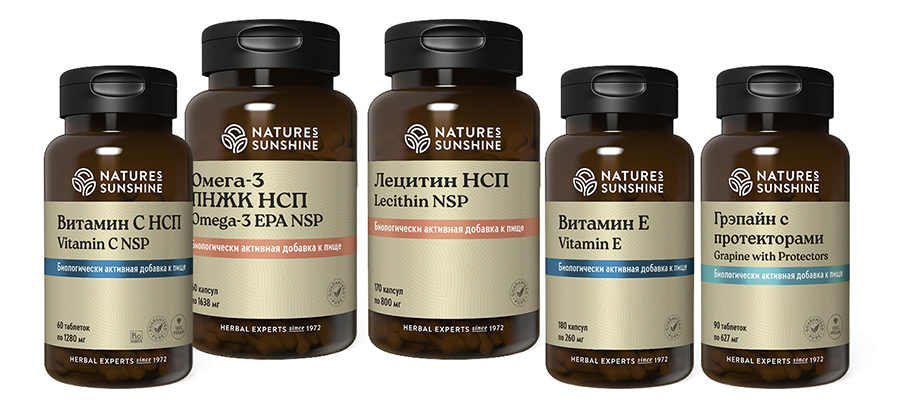 NATURES
SUNSHINE
Витамин С НСП
Vitamin C NSP
Биологически активная добавка к пище
60 таблеток
по 1280 мг
HERBAL EXPERTS since 1972
NATURES
SUNSHINE
Омега-3
ПНЖК НСП
Omega-3 EPA NSP
Биологически активная добавка к пище
капсул
по 1638 мг
HERBAL EXPERTS since 1972
NATURES
SUNSHINE
Лецитин НСП
Lecithin NSP
Биологически активная добавка к пище
170 капсул
по 800 мг
HERBAL EXPERTS since 1972
NATURES
SUNSHINE
Витамин Е
Vitamin E
Биологически активная добавка к пище
180 капсул
по 260 мг
HERBAL EXPERTS since 1972
NATURES
SUNSHINE
Грэпайн с
протекторами
Grapine with Protectors
Биологически активная добавка к пище
90 таблеток
по 627 мг
HERBAL EXPERTS since 1972